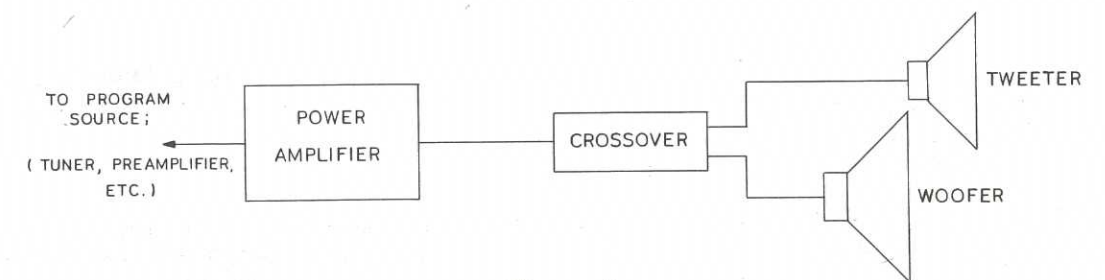 TO PROGRAM
SOURCE;
( TUNER, PREAMPLIFIER,
ETC.)
POWER
AMPLIFIER
CROSSOVER
TWEETER
WOOFER